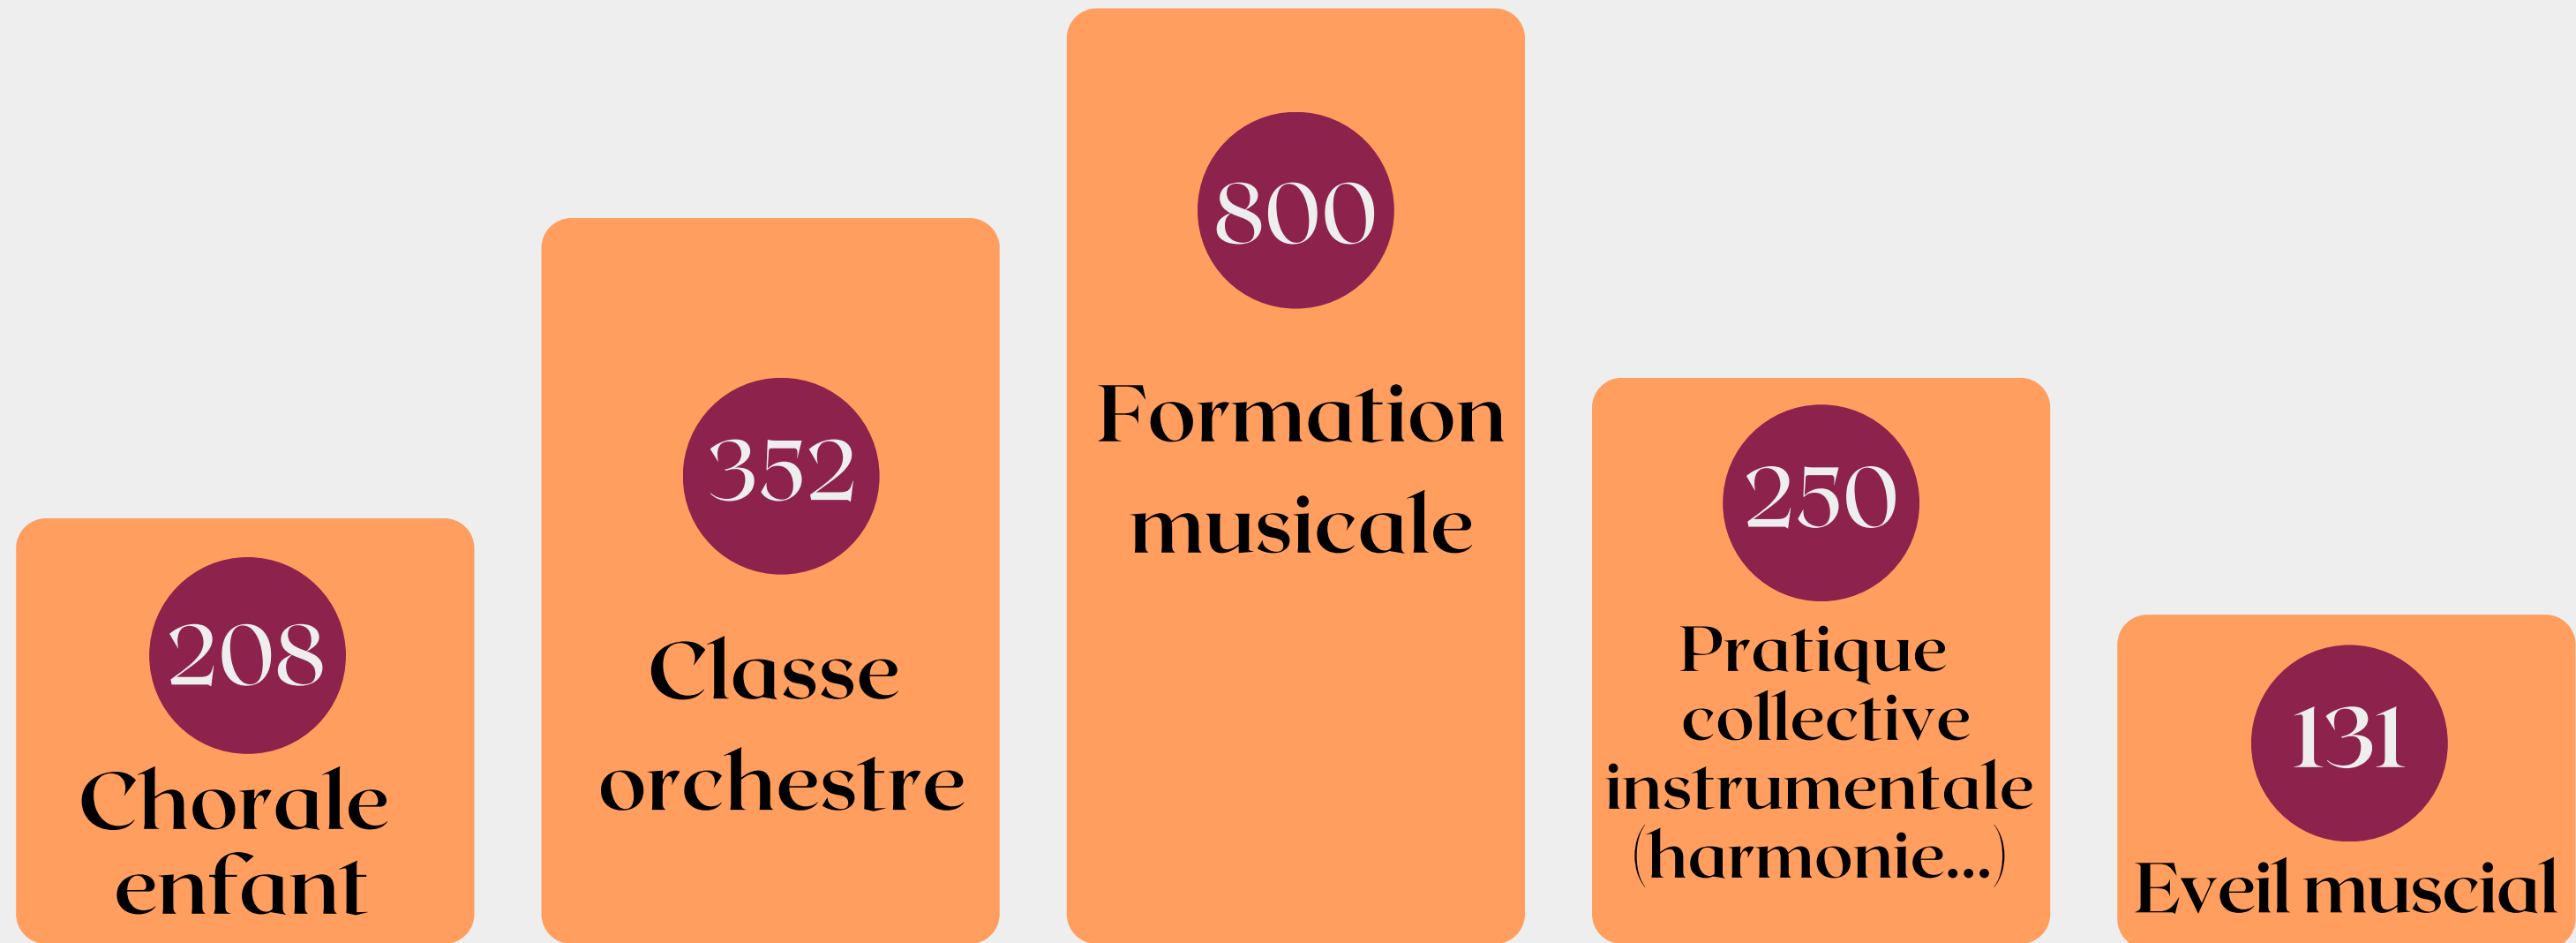 208
Chorale
enfant
352
Classe
orchestre
800
Formation
musicale
250
Pratique
collective
instrumentale
(harmonie...)
131
Eveil muscial